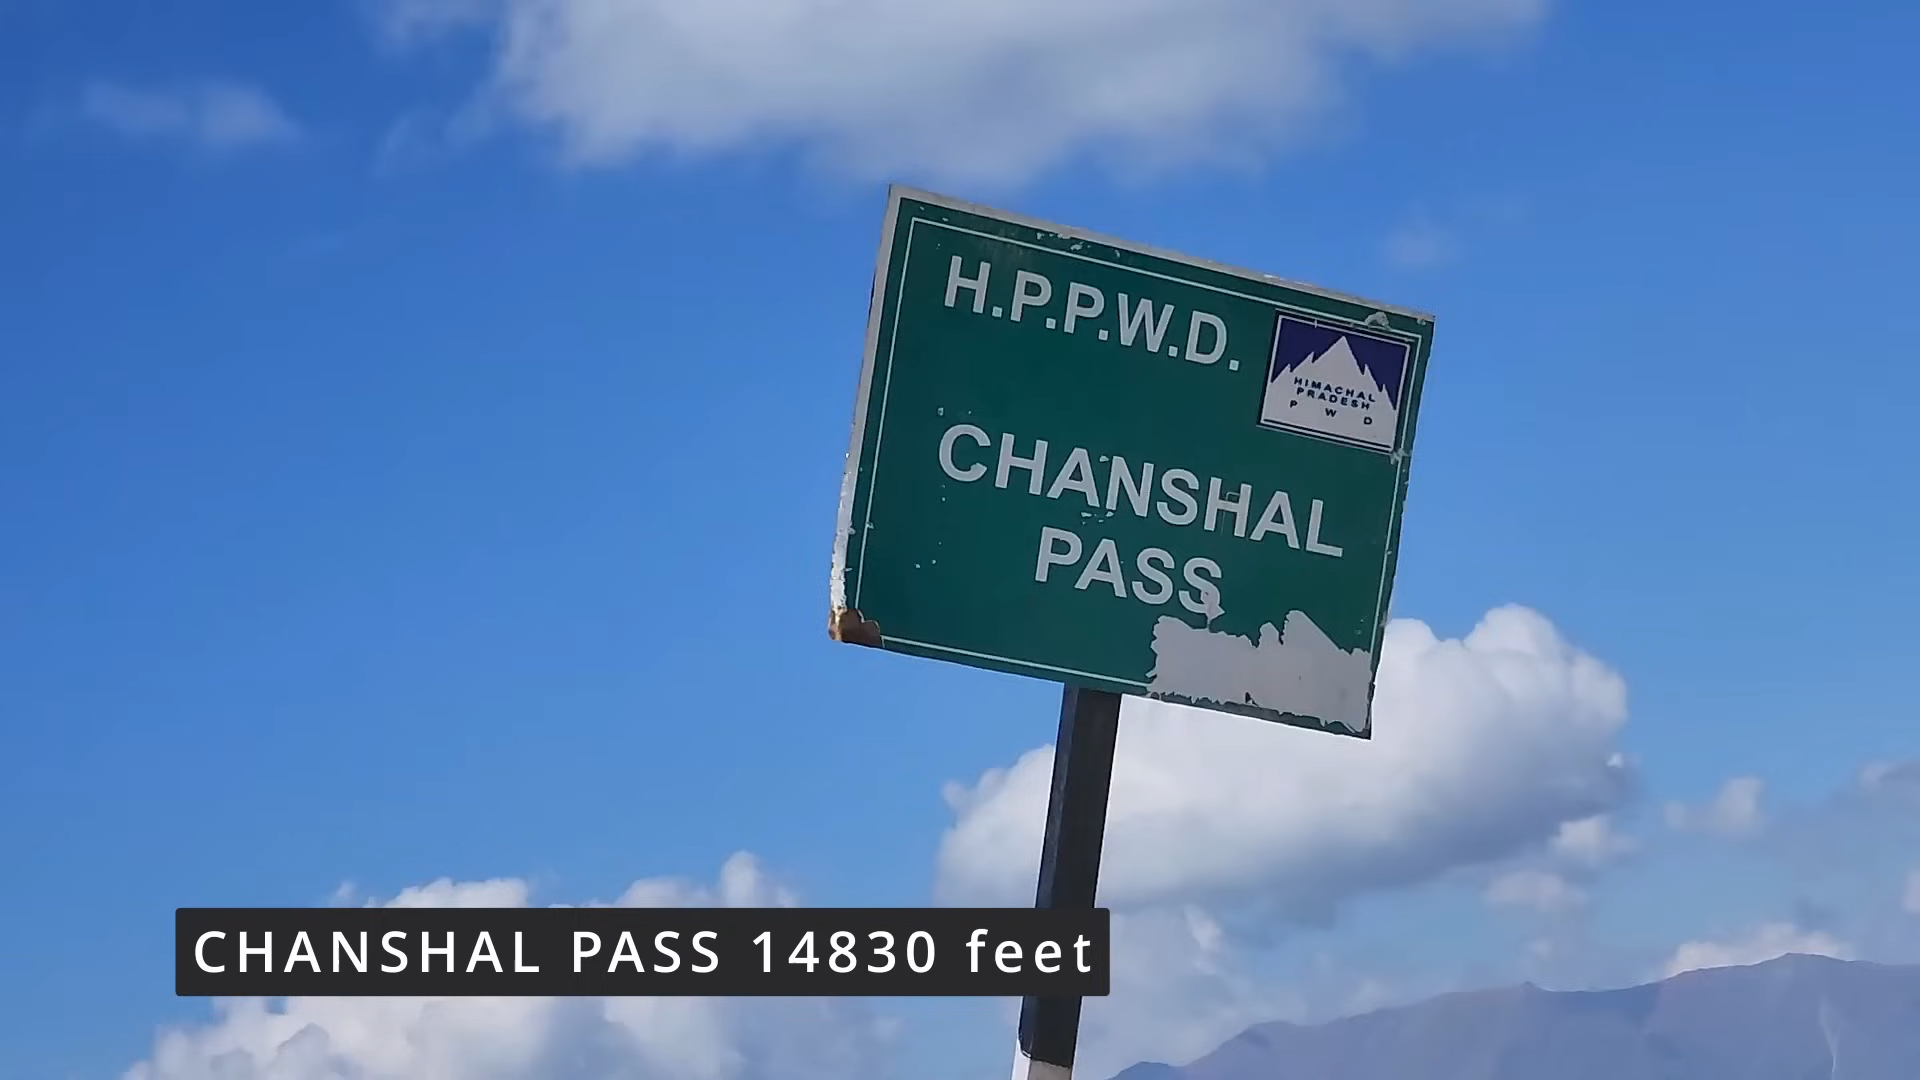 H.P.P.W.D.
HIMACHAL
PRADESH
P W D
CHANSHAL
PASS
CHANSHAL PASS 14830 feet